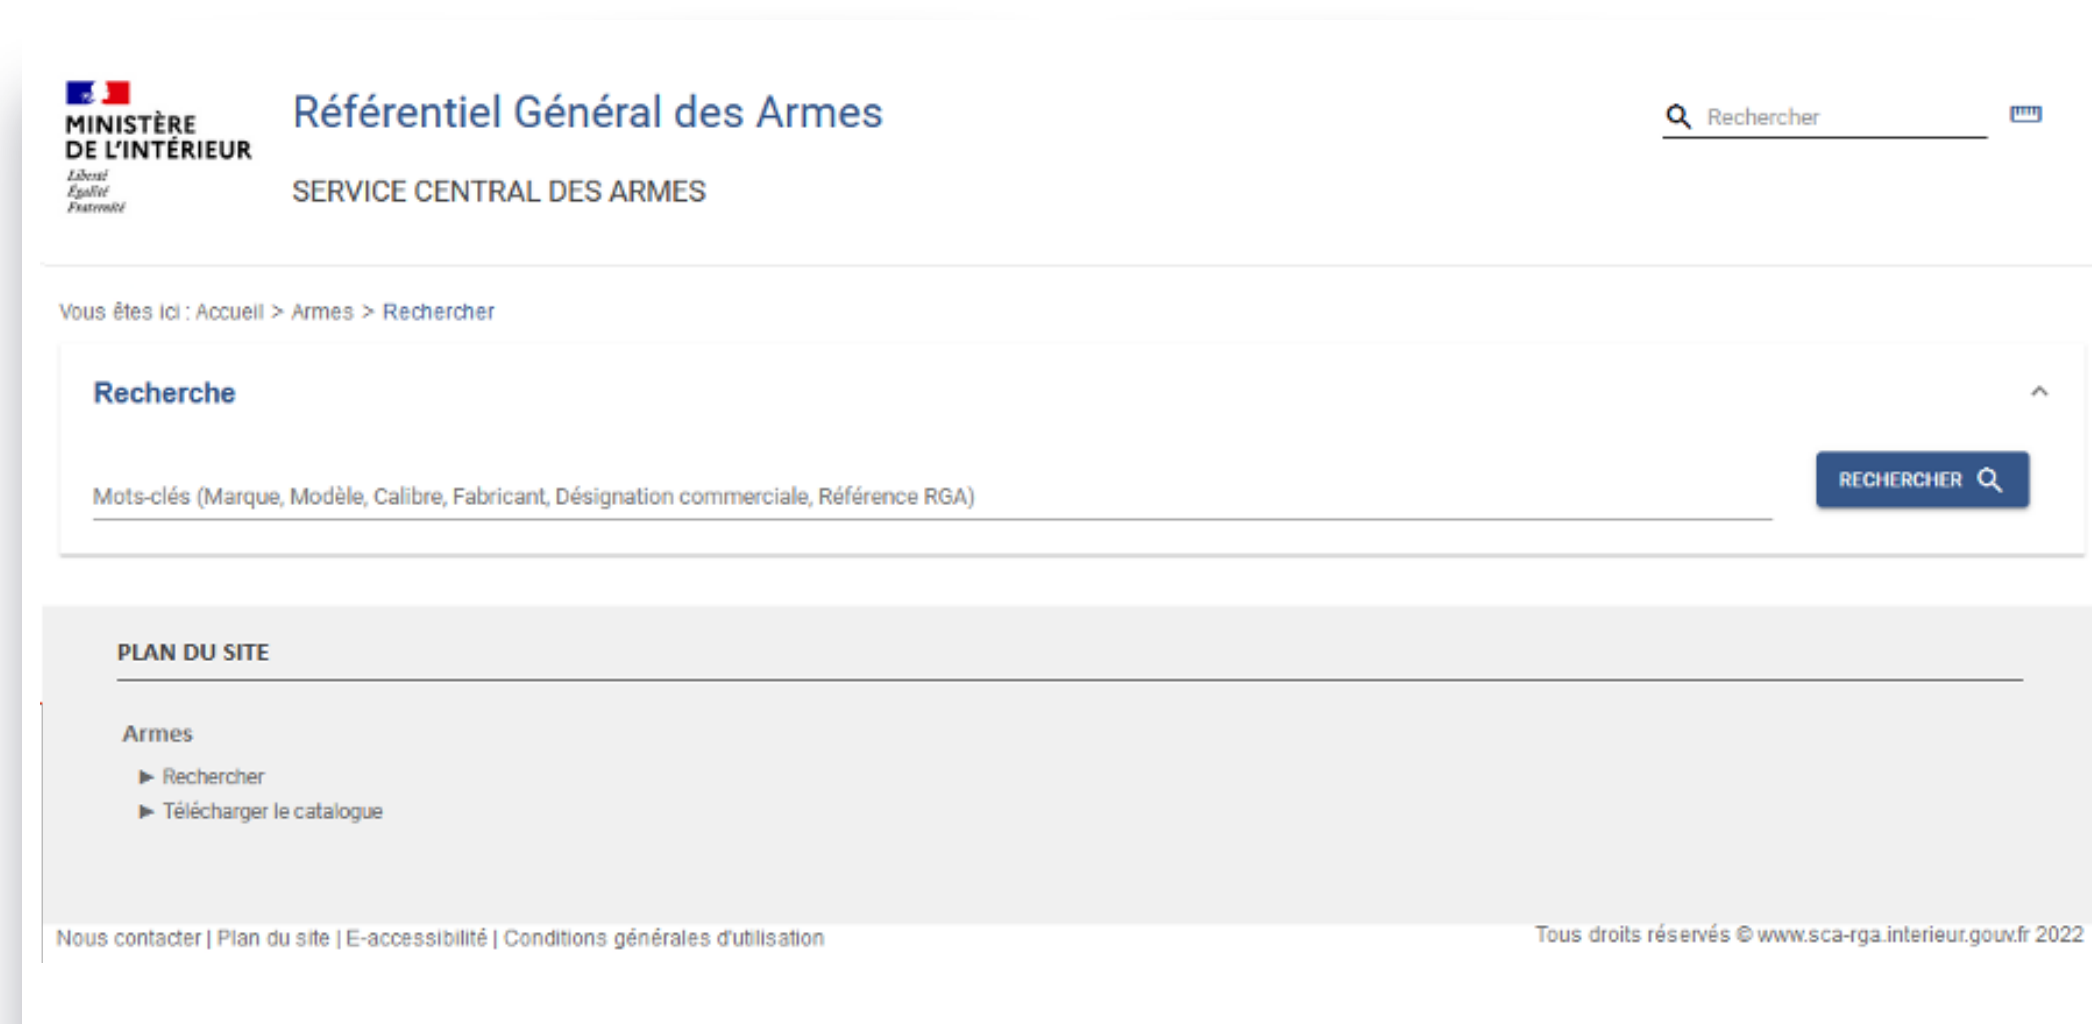 MINISTÈRE
DE L'INTÉRIEUR
Liberté
Égalité
Fraternité
Référentiel Général des Armes
SERVICE CENTRAL DES ARMES
Rechercher
Vous êtes ici : Accueil > Armes > Rechercher
Recherche
Mots-clés (Marque, Modèle, Calibre, Fabricant, Désignation commerciale, Référence RGA)
RECHERCHER
PLAN DU SITE
Armes
► Rechercher
► Télécharger le catalogue
Nous contacter | Plan du site | E-accessibilité | Conditions générales d'utilisation
Tous droits réservés © www.sca-rga.interieur.gouv.fr 2022